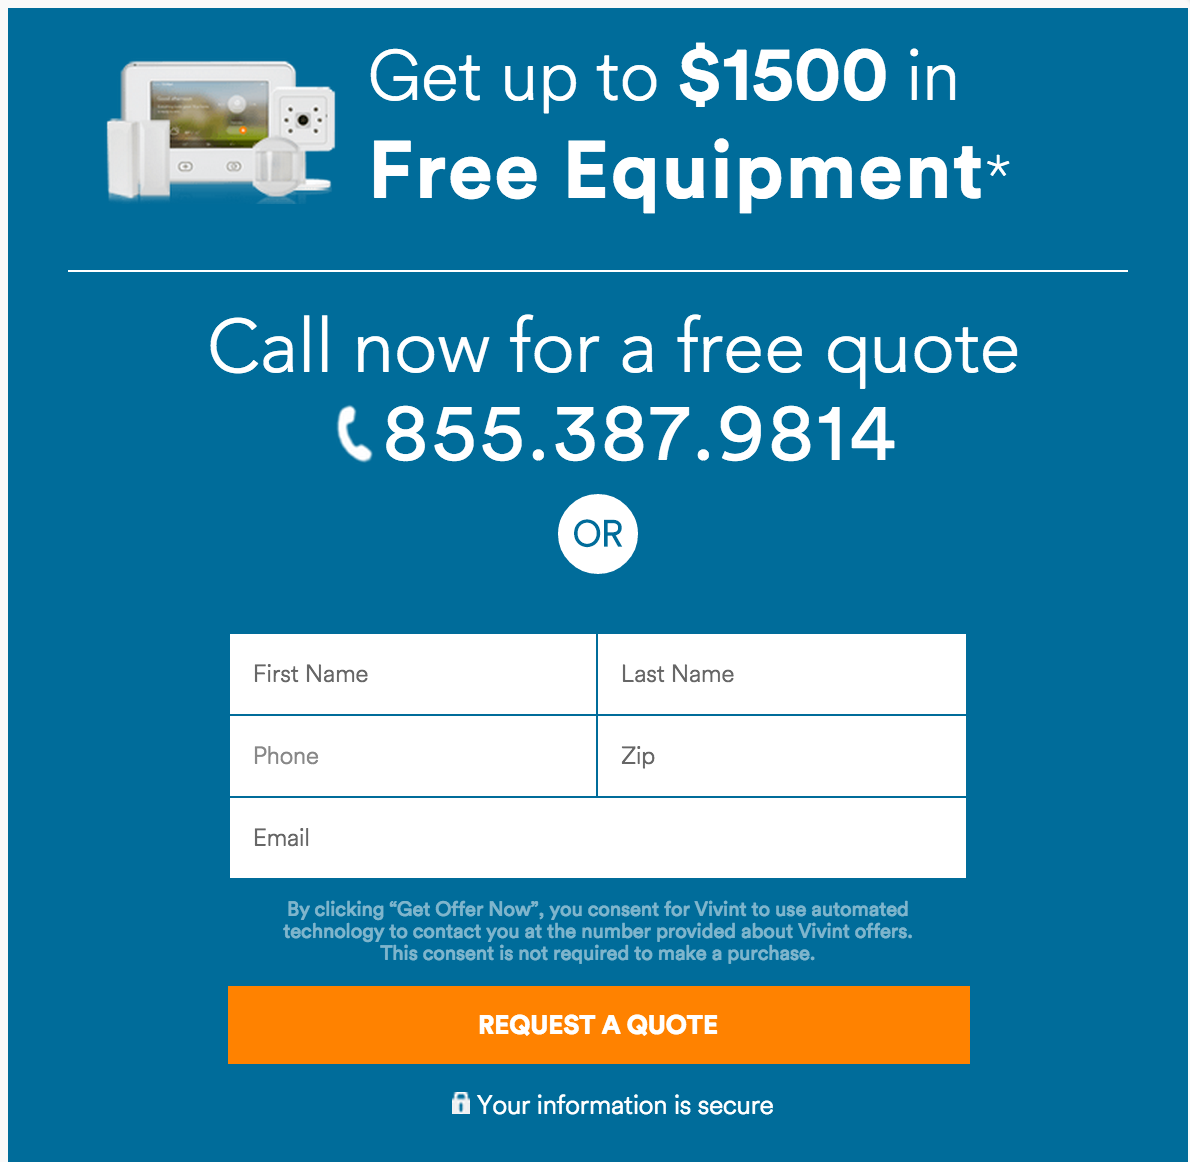 Get up to $1500 in
Free Equipment*
Call now for a free quote
855.387.9814
OR
First Name
Last Name
Phone
Zip
Email
By clicking “Get Offer Now”, you consent for Vivint to use automated
technology to contact you at the number provided about Vivint offers.
This consent is not required to make a purchase.
REQUEST A QUOTE
Your information is secure